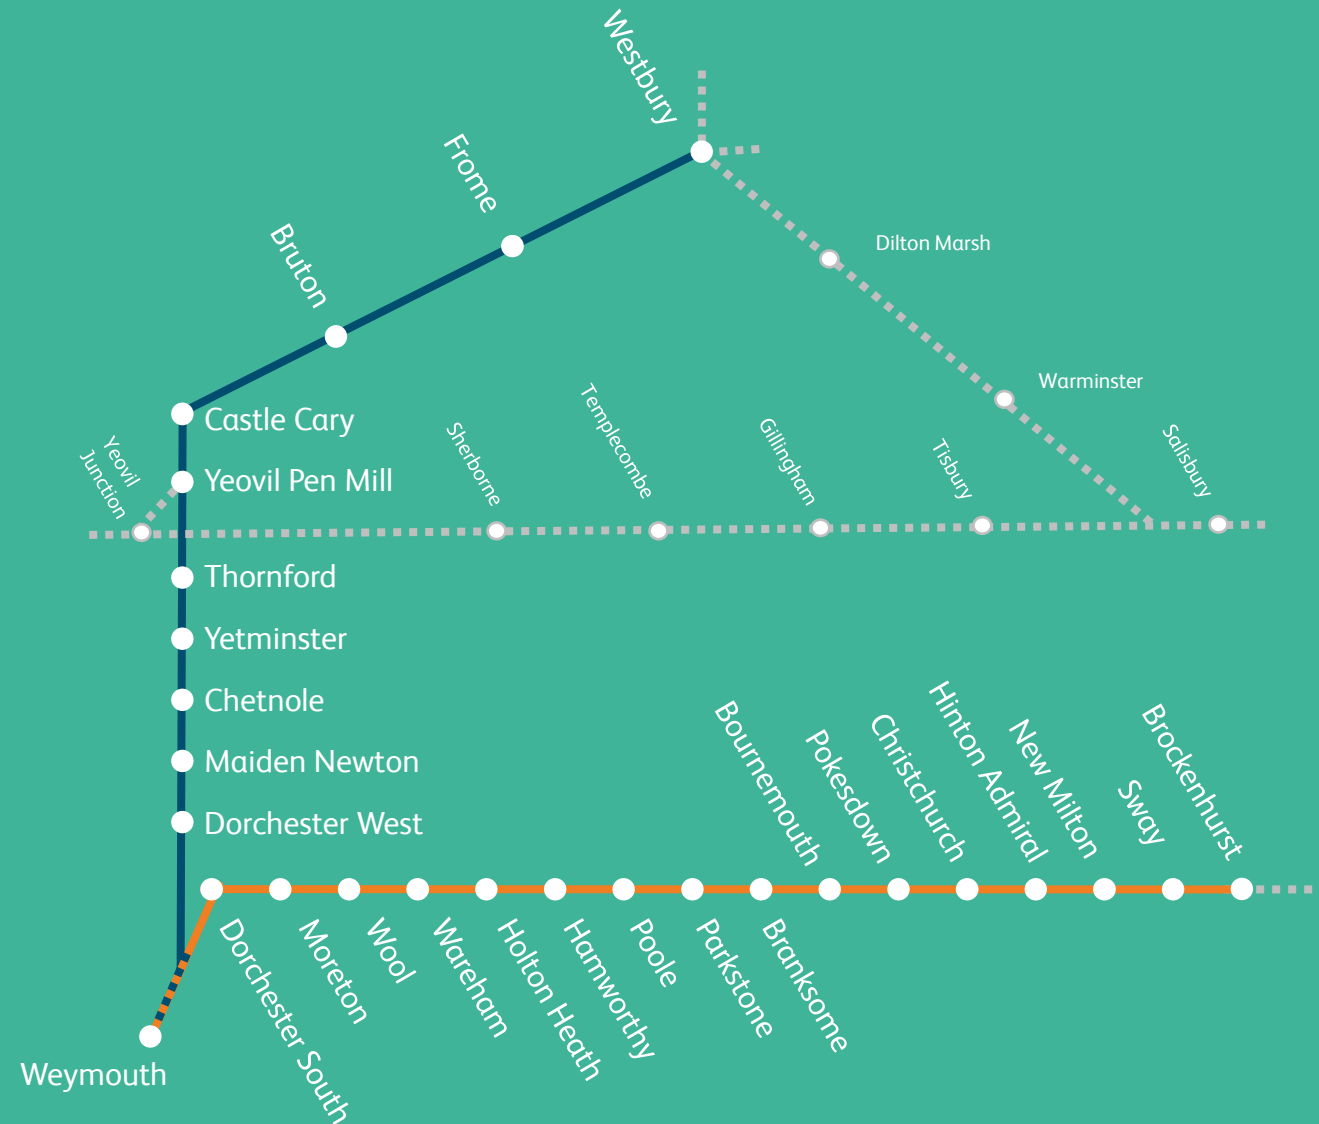 Westbury
Frome
Bruton
Dilton Marsh
Warminster
Castle Cary
Yeovil
Junction
Yeovil Pen Mill
Sherborne
Templecombe
Gillingham
Tisbury
Salisbury
Thornford
Yetminster
Chetnole
Maiden Newton
Dorchester West
Bournemouth
Pokesdown
Christchurch
Hinton Admiral
New Milton
Sway
Brockenhurst
Dorchester South
Moreton
Wool
Wareham
Holton Heath
Hamworthy
Poole
Parkstone
Branksome
Weymouth